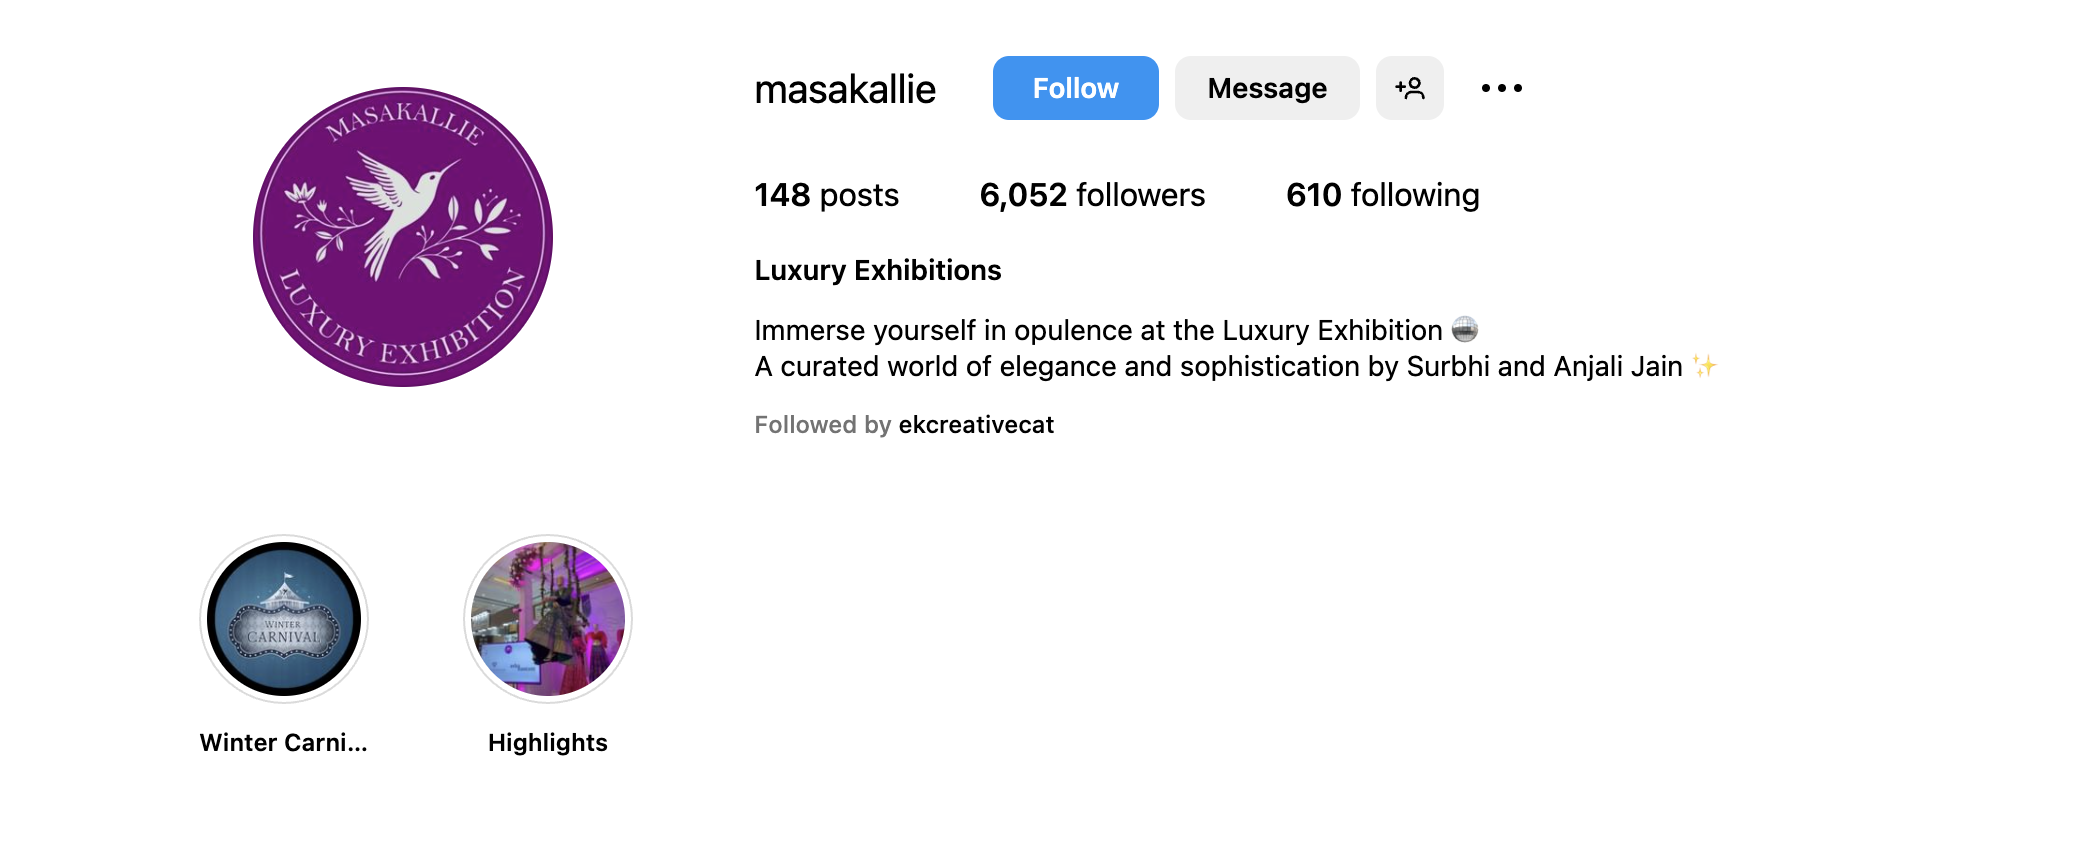 MASAKALLIE
LUXURY EXHIBITION
masakallie
Follow
Message
148 posts
6,052 followers
610 following
Luxury Exhibitions
Immerse yourself in opulence at the Luxury Exhibition
A curated world of elegance and sophistication by Surbhi and Anjali Jain ✨
Followed by ekcreativecat
WINTER
CARNIVAL
Winter Carni...
Highlights